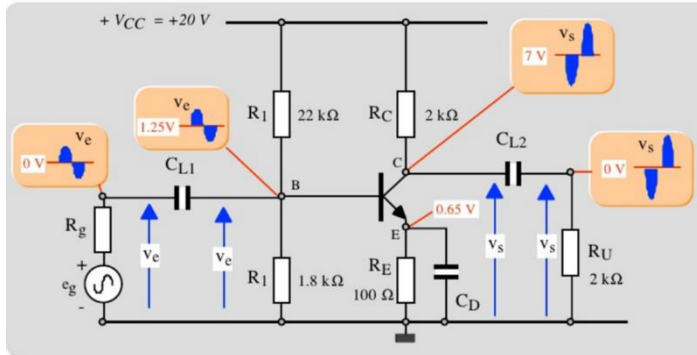 + VCC = +20 V
vs
7 V
ve
1.25V
R1
22 kΩ
RC
2 kΩ
ve
0 V
CL1
B
C
CL2
vs
0 V
Rg
ve
ve
0.65 V
E
vs
vs
+
eg
-
R1
1.8 kΩ
RE
100 Ω
CD
RU
2 kΩ